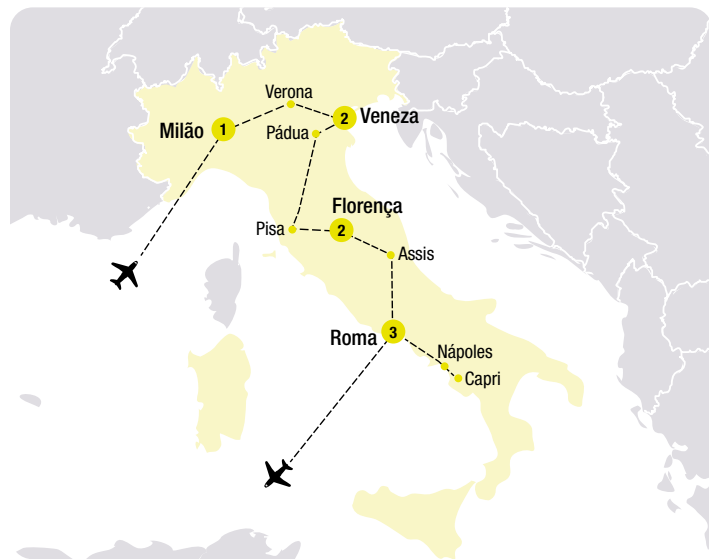 Verona
Milão
1
2
Veneza
Pádua
Florença
Pisa
2
Assis
Roma
3
Nápoles
Capri